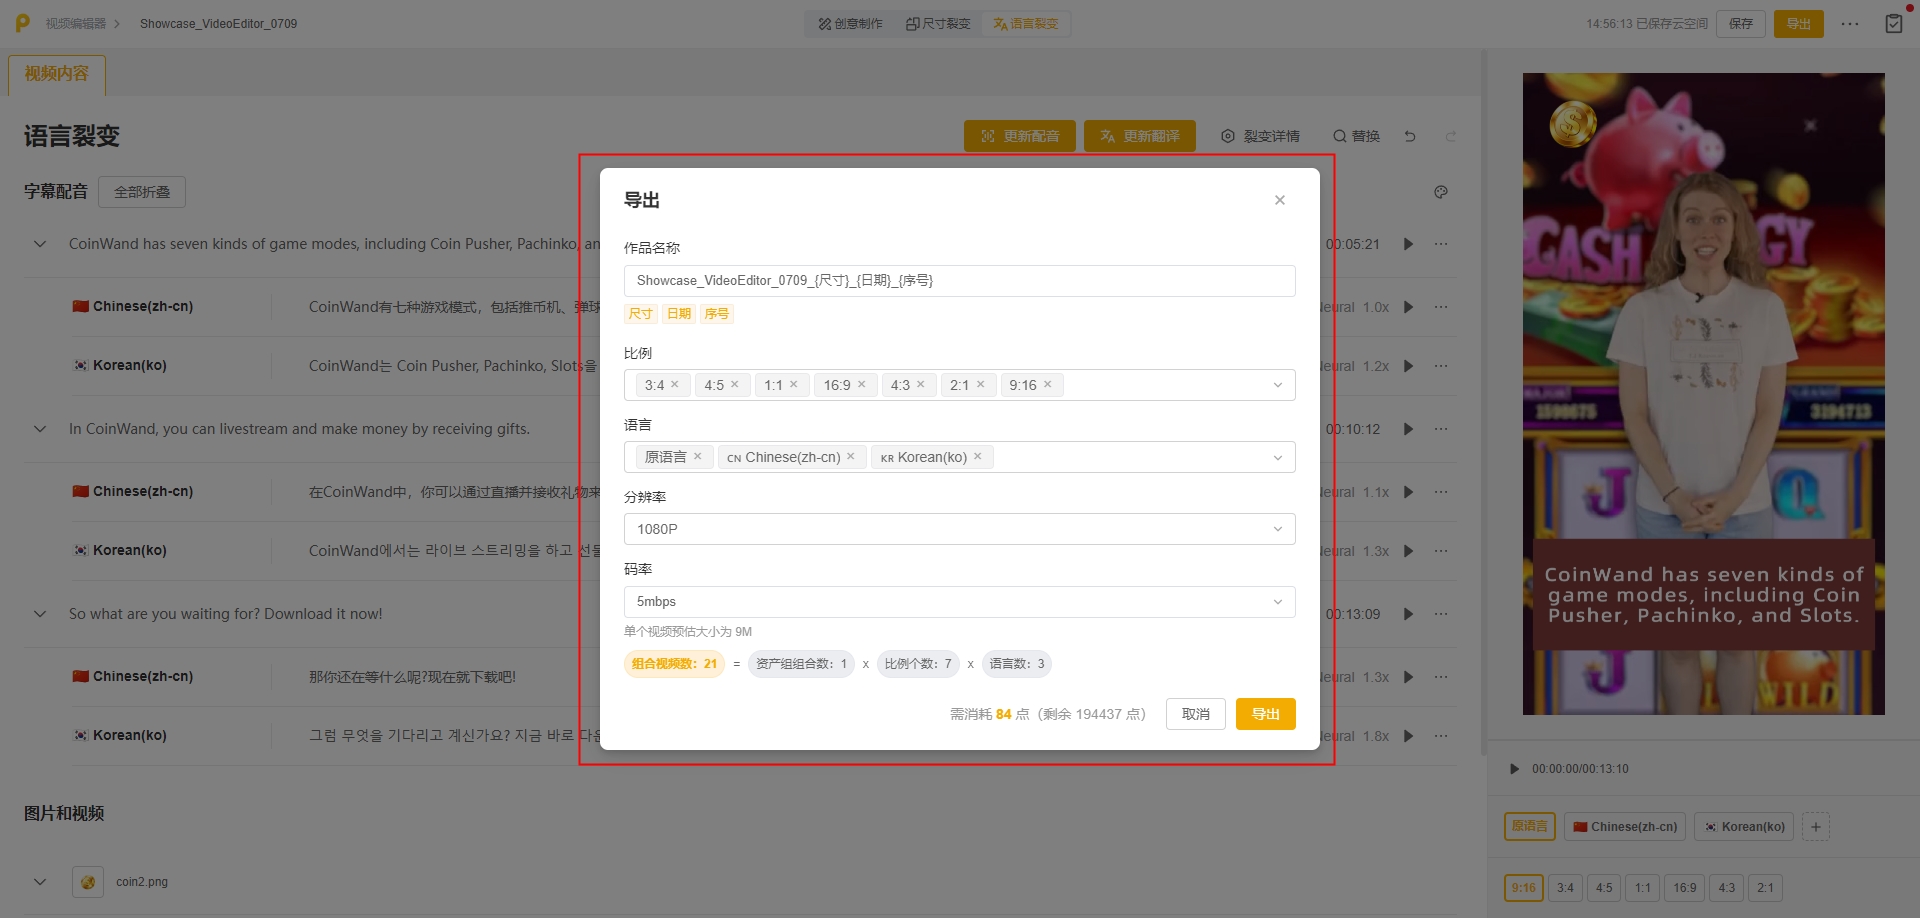 视频编辑器
Showcase_VideoEditor_0709
创意制作
尺寸裂变
语言裂变
14:56:13 已保存云空间
保存
导出
视频内容
语言裂变
更新配音
更新翻译
裂变详情
替换
字幕配音
全部折叠
CoinWand has seven kinds of game modes, including Coin Pusher, Pachinko, an
00:05:21
Chinese(zh-cn)
CoinWand有七种游戏模式，包括推币机、弹球
1.0x
Korean(ko)
CoinWand는 Coin Pusher, Pachinko, Slots을
Neural 1.2x
In CoinWand, you can livestream and make money by receiving gifts.
00:10:12
Chinese(zh-cn)
在CoinWand中，你可以通过直播并接收礼物来
Neural 1.1x
Korean(ko)
CoinWand에서는 라이브 스트리밍을 하고 선물
Neural 1.3x
So what are you waiting for? Download it now!
00:13:09
Chinese(zh-cn)
那你还在等什么呢?现在就下载吧!
Neural 1.3x
Korean(ko)
그럼 무엇을 기다리고 계신가요? 지금 바로 다운
Neural 1.8x
图片和视频
coin2.png
导出
作品名称
Showcase_VideoEditor_0709_{尺寸}_{日期}_{序号}
尺寸 日期 序号
比例
3:4 4:5 1:1 16:9 4:3 2:1 9:16
语言
原语言 CN Chinese(zh-cn) KR Korean(ko)
分辨率
1080P
码率
5mbps
单个视频预估大小为 9M
组合视频数：21 = 资产组组合数：1 x 比例个数：7 x 语言数：3
需消耗 84 点（剩余 194437 点）
取消
导出
CASH
1598675
3194713
J
Q
J
WILD
CoinWand has seven kinds of
game modes, including Coin
Pusher, Pachinko, and Slots.
00:00:00/00:13:10
原语言
Chinese(zh-cn)
Korean(ko)
9:16 3:4 4:5 1:1 16:9 4:3 2:1